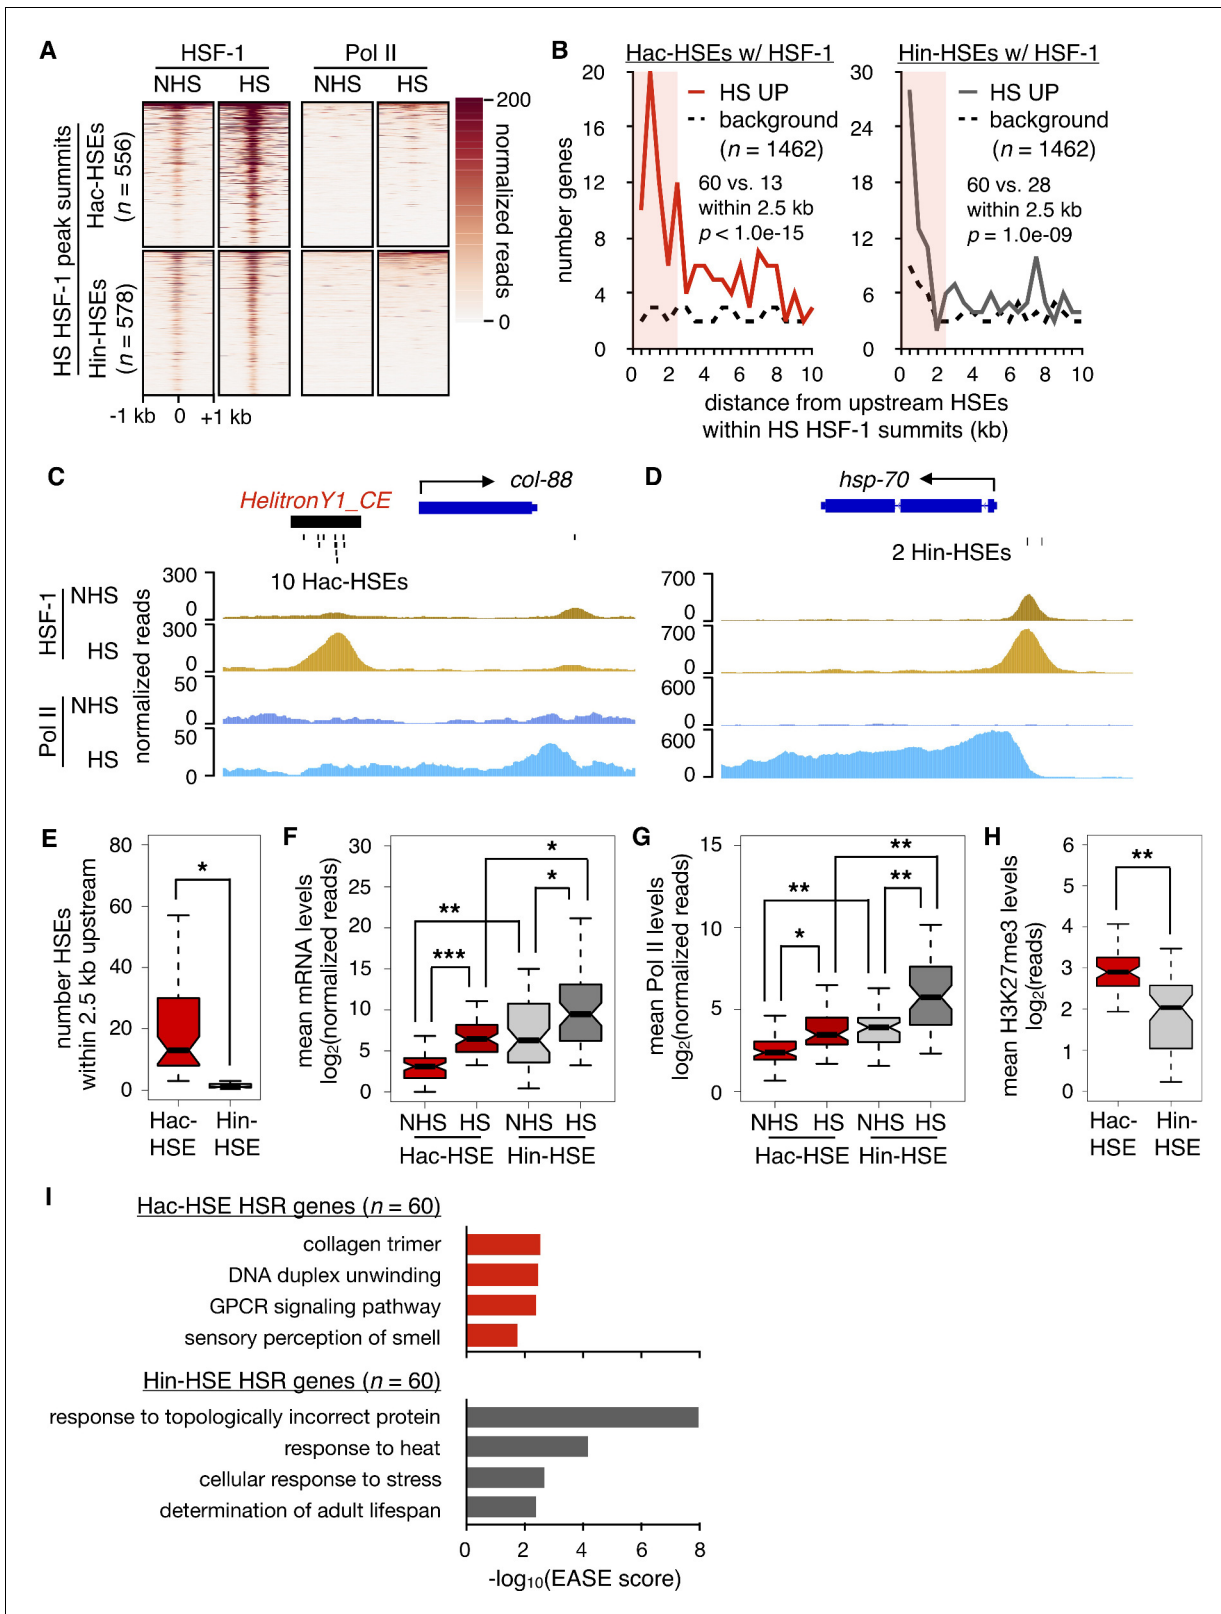 A
HSF-1
Pol II
NHS
HS
NHS
HS
HS HSF-1 peak summits
Hac-HSEs
(n = 556)
Hin-HSEs
(n = 578)
-1 kb
0
+1 kb
200
0
normalized reads
B
Hac-HSEs w/ HSF-1
Hin-HSEs w/ HSF-1
number genes
20
16
12
8
4
0
HS UP
background
(n = 1462)
60 vs. 13
within 2.5 kb
p < 1.0e-15
0 2 4 6 8 10
30
24
18
12
6
0
HS UP
background
(n = 1462)
60 vs. 28
within 2.5 kb
p = 1.0e-09
0 2 4 6 8 10
distance from upstream HSEs
within HS HSF-1 summits (kb)
C
col-88
HelitronY1_CE
10 Hac-HSEs
HSF-1
NHS
HS
Pol II
NHS
HS
normalized reads
300
0
300
0
50
0
50
0
D
hsp-70
2 Hin-HSEs
700
0
700
0
600
0
600
0
E
number HSEs
within 2.5 kb upstream
80
60
40
20
0
*
Hac-
HSE
Hin-
HSE
F
mean mRNA levels
log2(normalized reads)
30
25
20
15
10
5
0
*
*
**
***
NHS HS NHS HS
Hac-HSE Hin-HSE
G
mean Pol II levels
log2(normalized reads)
15
10
5
0
**
**
**
*
NHS HS NHS HS
Hac-HSE Hin-HSE
H
mean H3K27me3 levels
log2(reads)
6
5
4
3
2
1
0
**
Hac-
HSE
Hin-
HSE
I
Hac-HSE HSR genes (n = 60)
collagen trimer
DNA duplex unwinding
GPCR signaling pathway
sensory perception of smell
Hin-HSE HSR genes (n = 60)
response to topologically incorrect protein
response to heat
cellular response to stress
determination of adult lifespan
0 2 4 6 8
-log10(EASE score)